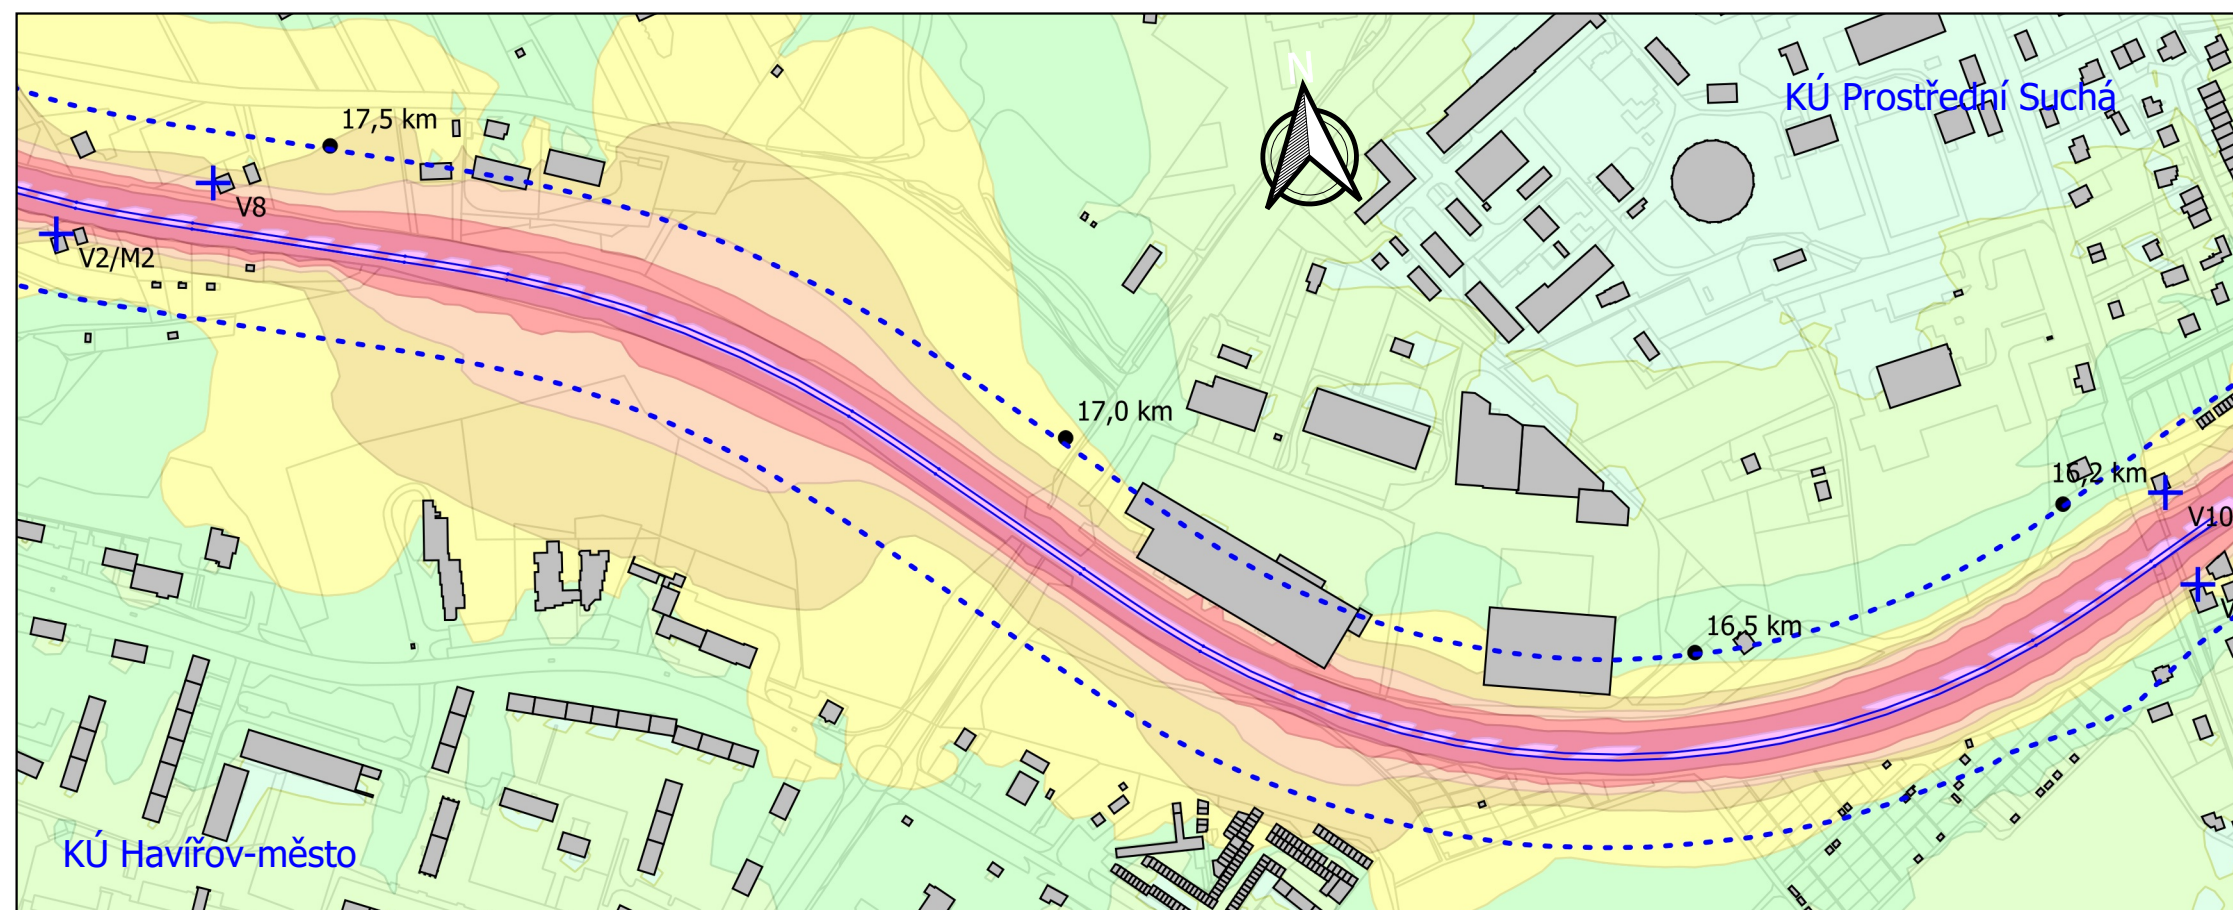 N
KÚ Prostřední Suchá
17,5 km
V8
V2/M2
17,0 km
16,2 km
V10
16,5 km
KÚ Havířov-město